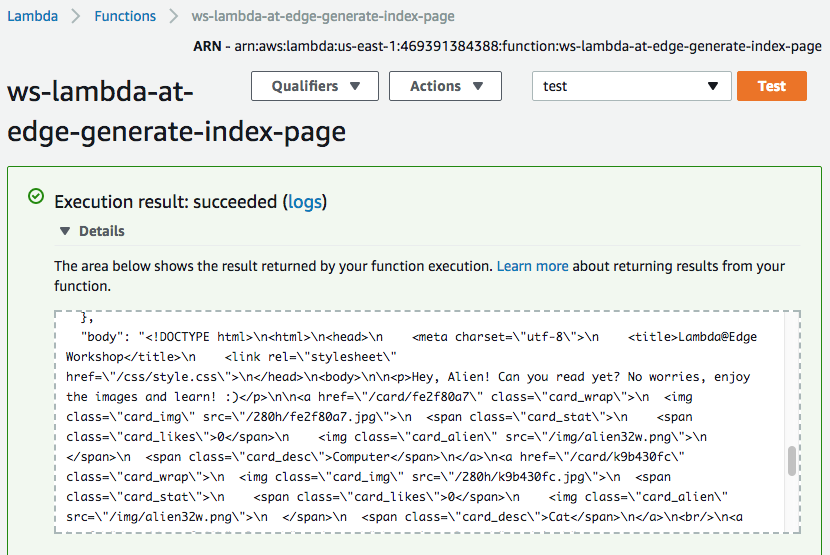 Lambda > Functions > ws-lambda-at-edge-generate-index-page
ARN - arn:aws:lambda:us-east-1:469391384388:function:ws-lambda-at-edge-generate-index-page
ws-lambda-at-
edge-generate-index-page
Qualifiers Actions test Test
Execution result: succeeded (logs)
Details
The area below shows the result returned by your function execution. Learn more about returning results from your
function.
},
"body": "<!DOCTYPE html>\n<html>\n<head>\n    <meta charset=\"utf-8\">\n    <title>Lambda@Edge
Workshop</title>\n    <link rel=\"stylesheet\"
href=\"/css/style.css\">\n</head>\n<body>\n\n<p>Hey, Alien! Can you read yet? No worries, enjoy
the images and learn! :)</p>\n\n<a href=\"/card/fe2f80a7\" class=\"card_wrap\">\n  <img
class=\"card_img\" src=\"/280h/fe2f80a7.jpg\">\n  <span class=\"card_stat\">\n    <span
class=\"card_likes\">0</span>\n    <img class=\"card_alien\" src=\"/img/alien32w.png\">\n
</span>\n  <span class=\"card_desc\">Computer</span>\n</a>\n<a href=\"/card/k9b430fc\"
class=\"card_wrap\">\n  <img class=\"card_img\" src=\"/280h/k9b430fc.jpg\">\n  <span
class=\"card_stat\">\n    <span class=\"card_likes\">0</span>\n    <img class=\"card_alien\"
src=\"/img/alien32w.png\">\n  </span>\n  <span class=\"card_desc\">Cat</span>\n</a>\n<br/>\n<a